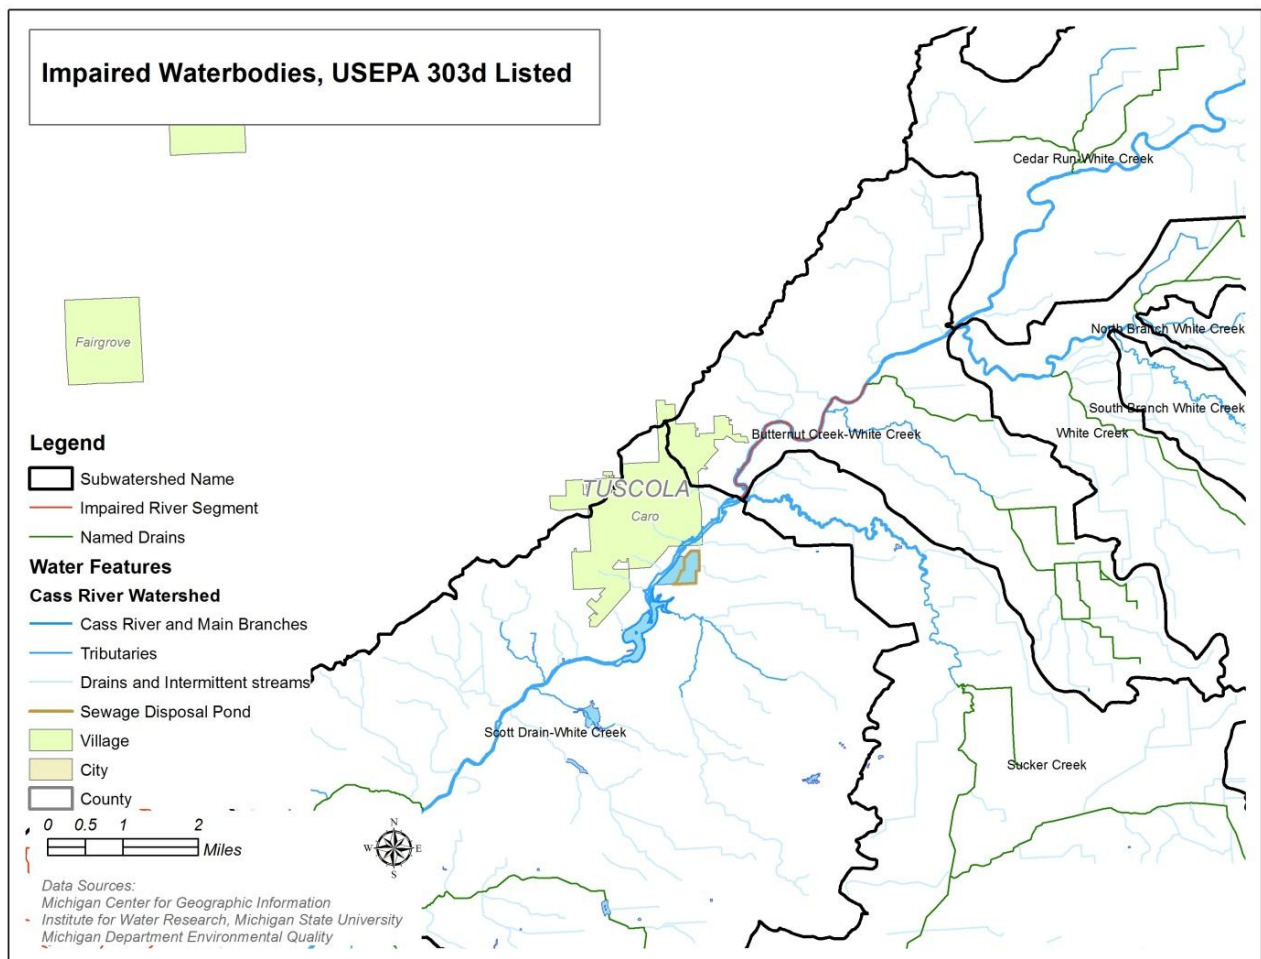 Impaired Waterbodies, USEPA 303d Listed
Cedar Run-White Creek
North Branch White Creek
Fairgrove
South Branch White Creek
Butternut Creek-White Creek
White Creek
Legend
Subwatershed Name
TUSCOLA
Impaired River Segment
Caro
Named Drains
Water Features
Cass River Watershed
Cass River and Main Branches
Tributaries
Drains and Intermittent streams
Sewage Disposal Pond
Scott Drain-White Creek
Village
Sucker Creek
City
County
0 0.5 1 2
Miles
N
W E
S
Data Sources:
Michigan Center for Geographic Information
Institute for Water Research, Michigan State University
Michigan Department Environmental Quality